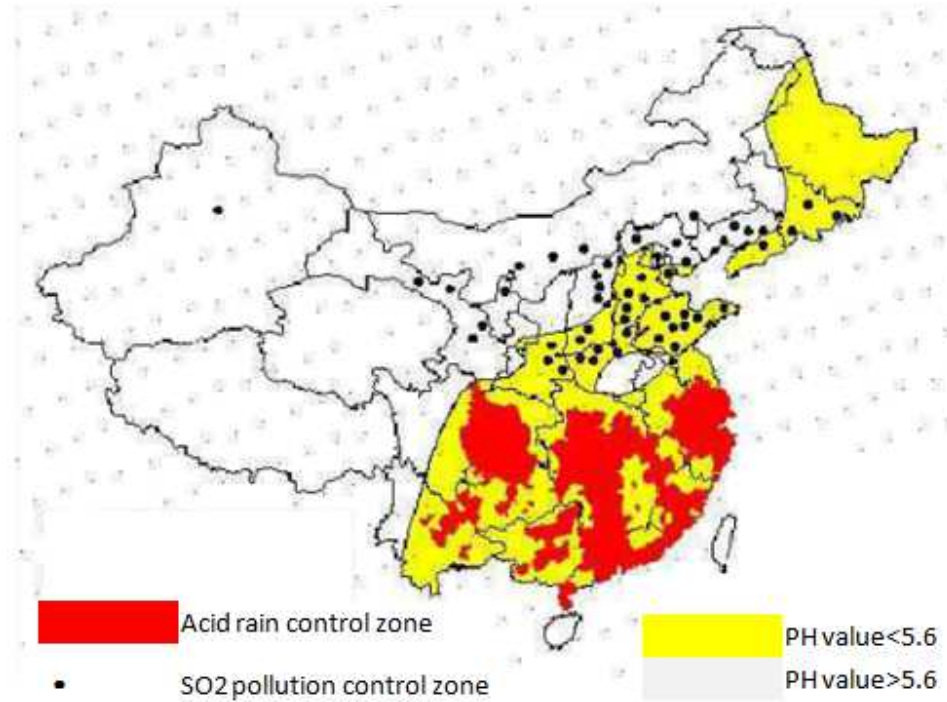 Acid rain control zone
PH value<5.6
SO2 pollution control zone
PH value>5.6